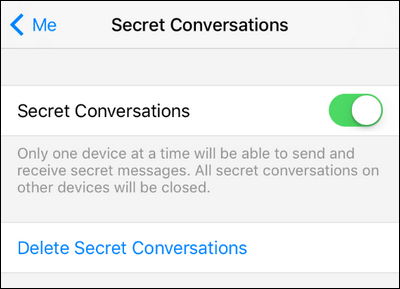 Me Secret Conversations
Secret Conversations
Only one device at a time will be able to send and
receive secret messages. All secret conversations on
other devices will be closed.
Delete Secret Conversations